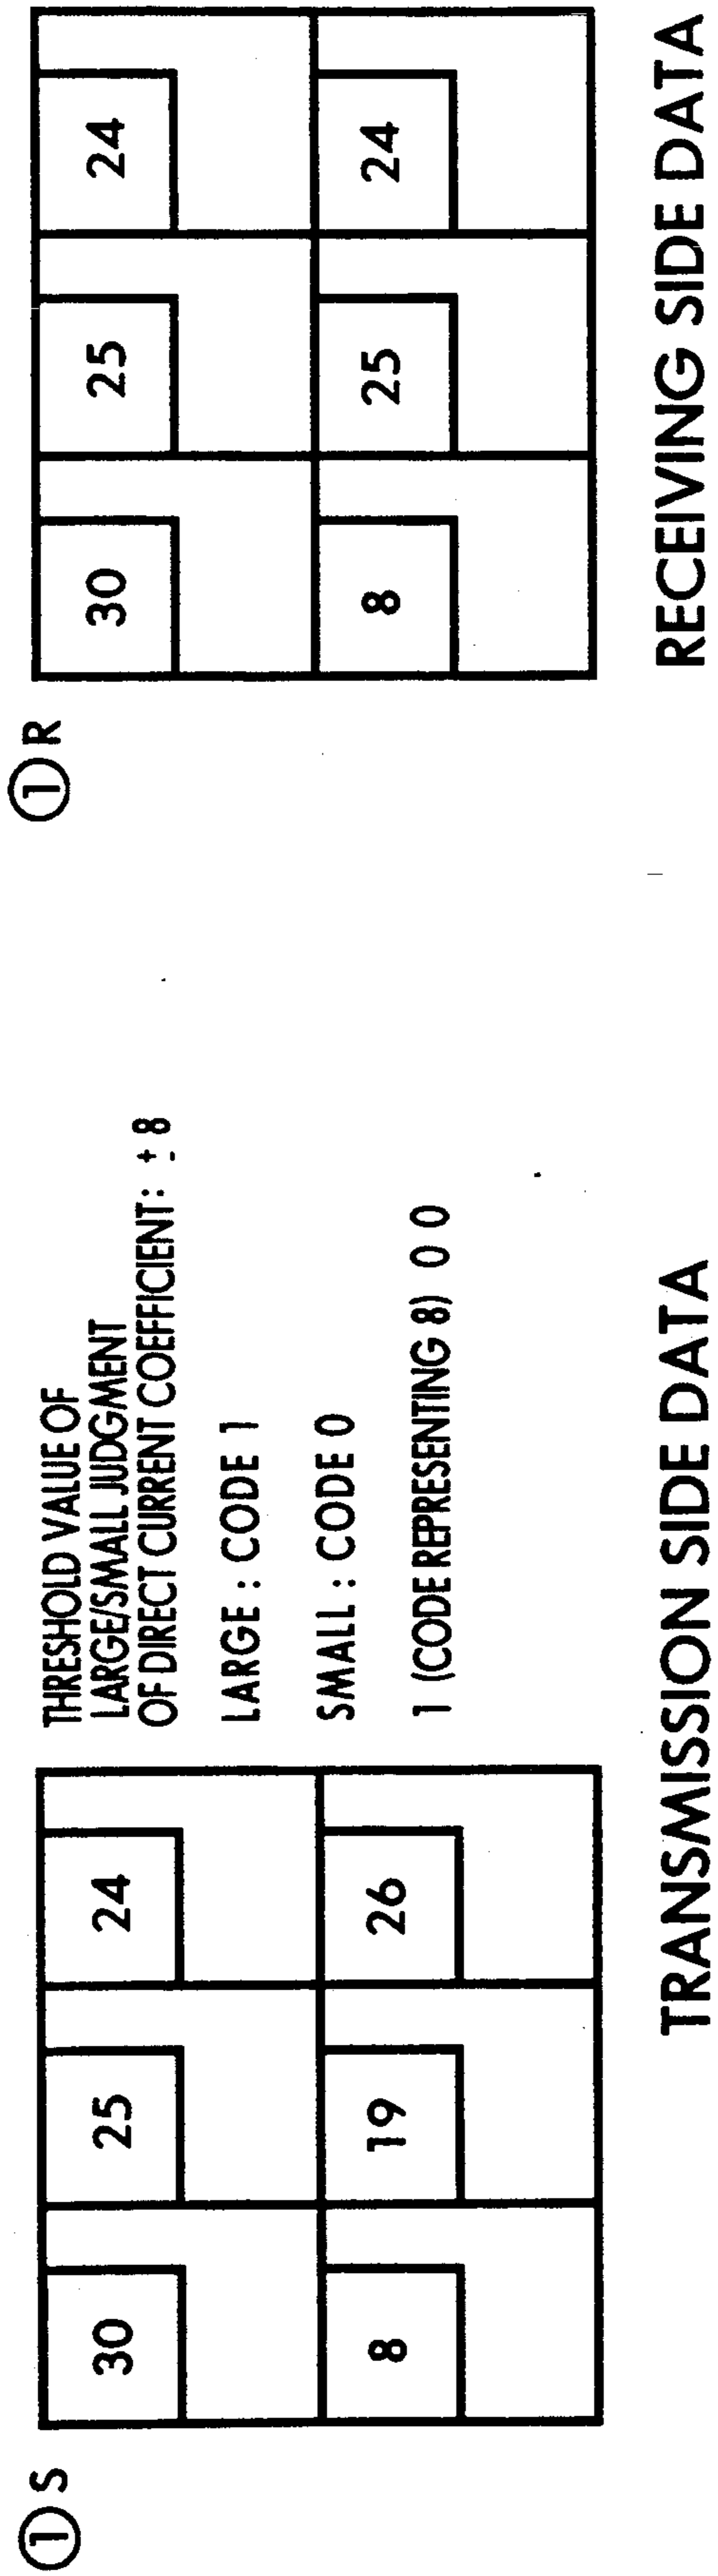 ① S
30 25 24
8 19 26
THRESHOLD VALUE OF
LARGE/SMALL JUDGMENT
OF DIRECT CURRENT COEFFICIENT: ± 8
LARGE : CODE 1
SMALL : CODE 0
1 (CODE REPRESENTING 8) 0 0
TRANSMISSION SIDE DATA
① R
30 25 24
8 25 24
RECEIVING SIDE DATA